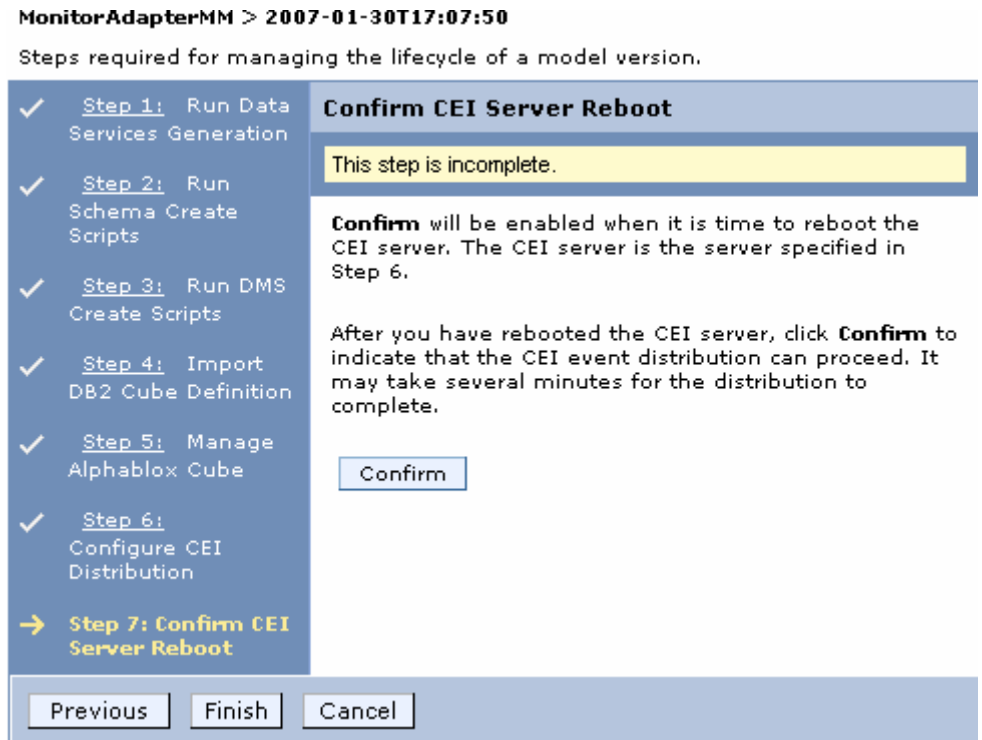 MonitorAdapterMM > 2007-01-30T17:07:50
Steps required for managing the lifecycle of a model version.
Step 1: Run Data
Services Generation
Step 2: Run
Schema Create
Scripts
Step 3: Run DMS
Create Scripts
Step 4: Import
DB2 Cube Definition
Step 5: Manage
Alphablox Cube
Step 6:
Configure CEI
Distribution
Step 7: Confirm CEI
Server Reboot
Confirm CEI Server Reboot
This step is incomplete.
Confirm will be enabled when it is time to reboot the
CEI server. The CEI server is the server specified in
Step 6.
After you have rebooted the CEI server, click Confirm to
indicate that the CEI event distribution can proceed. It
may take several minutes for the distribution to
complete.
Confirm
Previous Finish Cancel